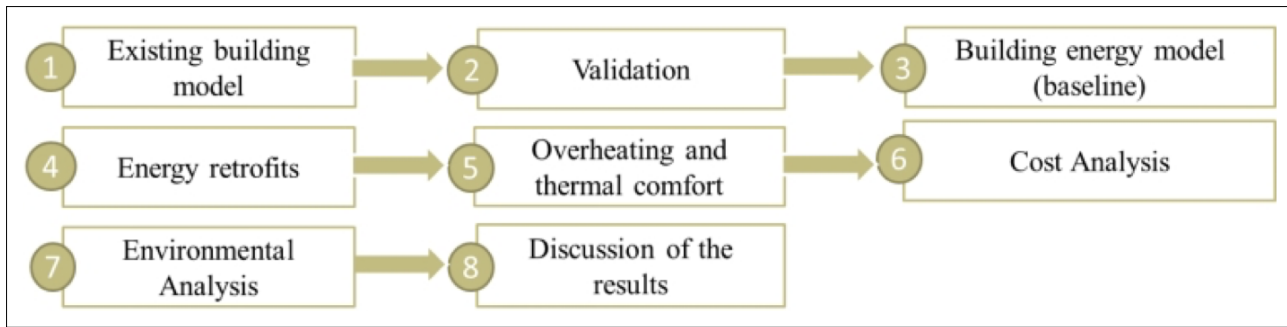 1
Existing building
model
2
Validation
3
Building energy model
(baseline)
4
Energy retrofits
5
Overheating and
thermal comfort
6
Cost Analysis
7
Environmental
Analysis
8
Discussion of the
results